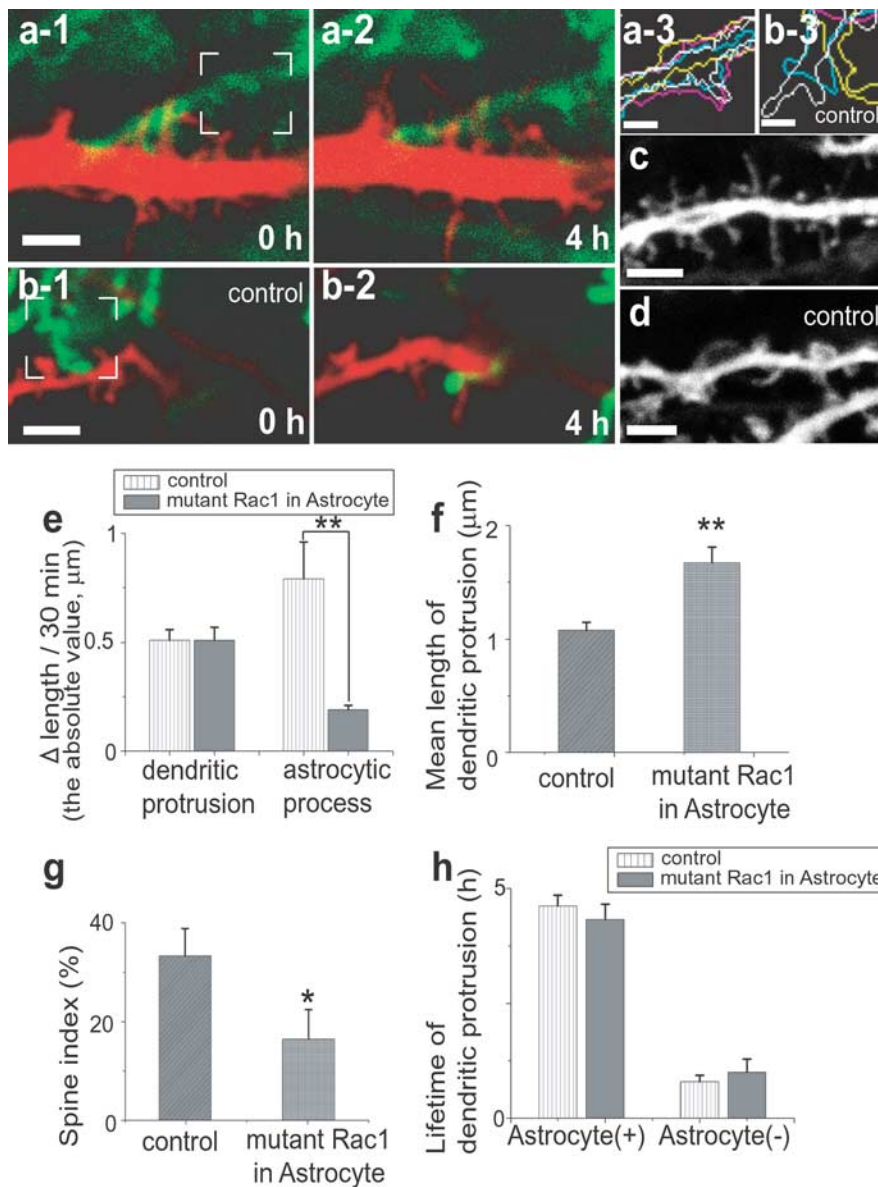 a-1
a-2
a-3
b-3
control
0 h
4 h
c
b-1
control
b-2
d
control
0 h
4 h
control
mutant Rac1 in Astrocyte
e
**
1
0.5
0
Δ length / 30 min
(the absolute value, μm)
dendritic
protrusion
astrocytic
process
f
**
2
1
0
Mean length of
dendritic protrusion (μm)
control
mutant Rac1
in Astrocyte
g
40
20
0
Spine index (%)
*
control
mutant Rac1
in Astrocyte
h
control
mutant Rac1 in Astrocyte
5
0
Lifetime of
dendritic protrusion (h)
Astrocyte(+)
Astrocyte(-)